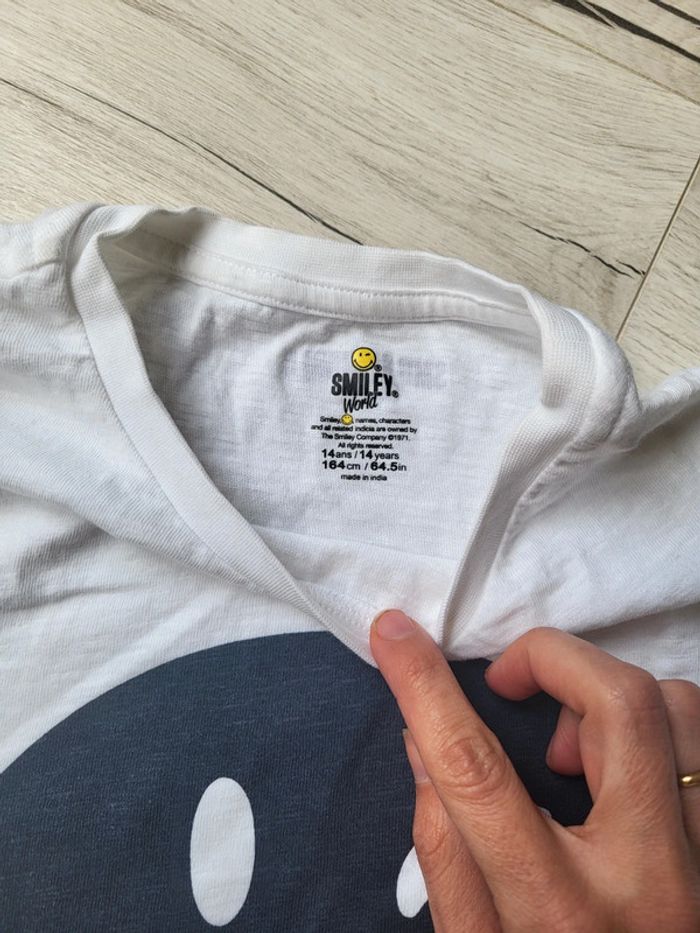 SMILEY®
World
Smiley, names, characters
and all related indicia are owned by
The Smiley Company ©1971.
All rights reserved.
14ans / 14years
164cm / 64.5in
made in india